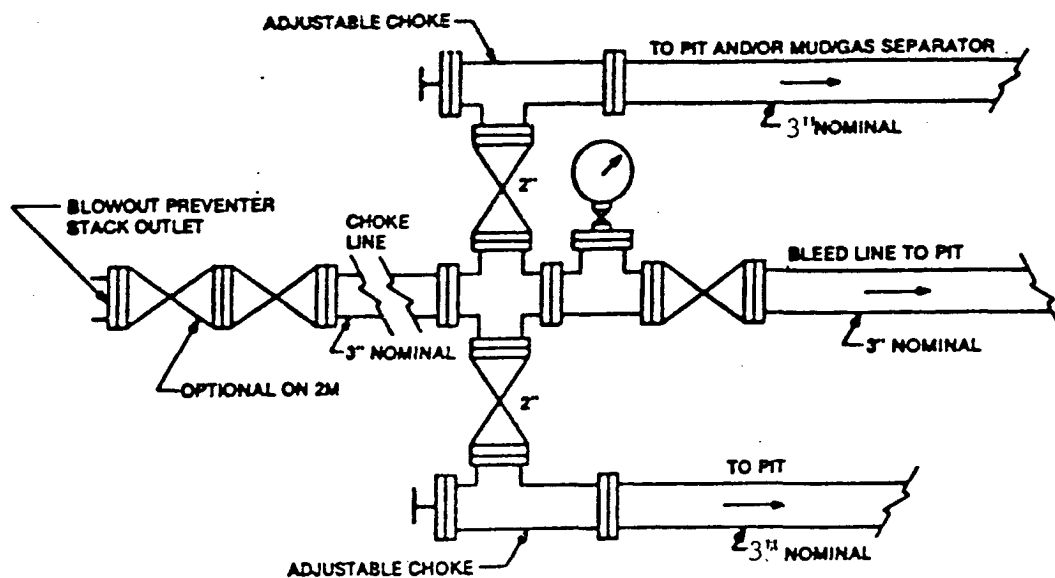 ADJUSTABLE CHOKE
TO PIT AND/OR MUD/GAS SEPARATOR
3" NOMINAL
2"
BLOWOUT PREVENTER
STACK OUTLET
CHOKE
LINE
BLEED LINE TO PIT
3" NOMINAL
3" NOMINAL
OPTIONAL ON 2M
2"
TO PIT
3" NOMINAL
ADJUSTABLE CHOKE